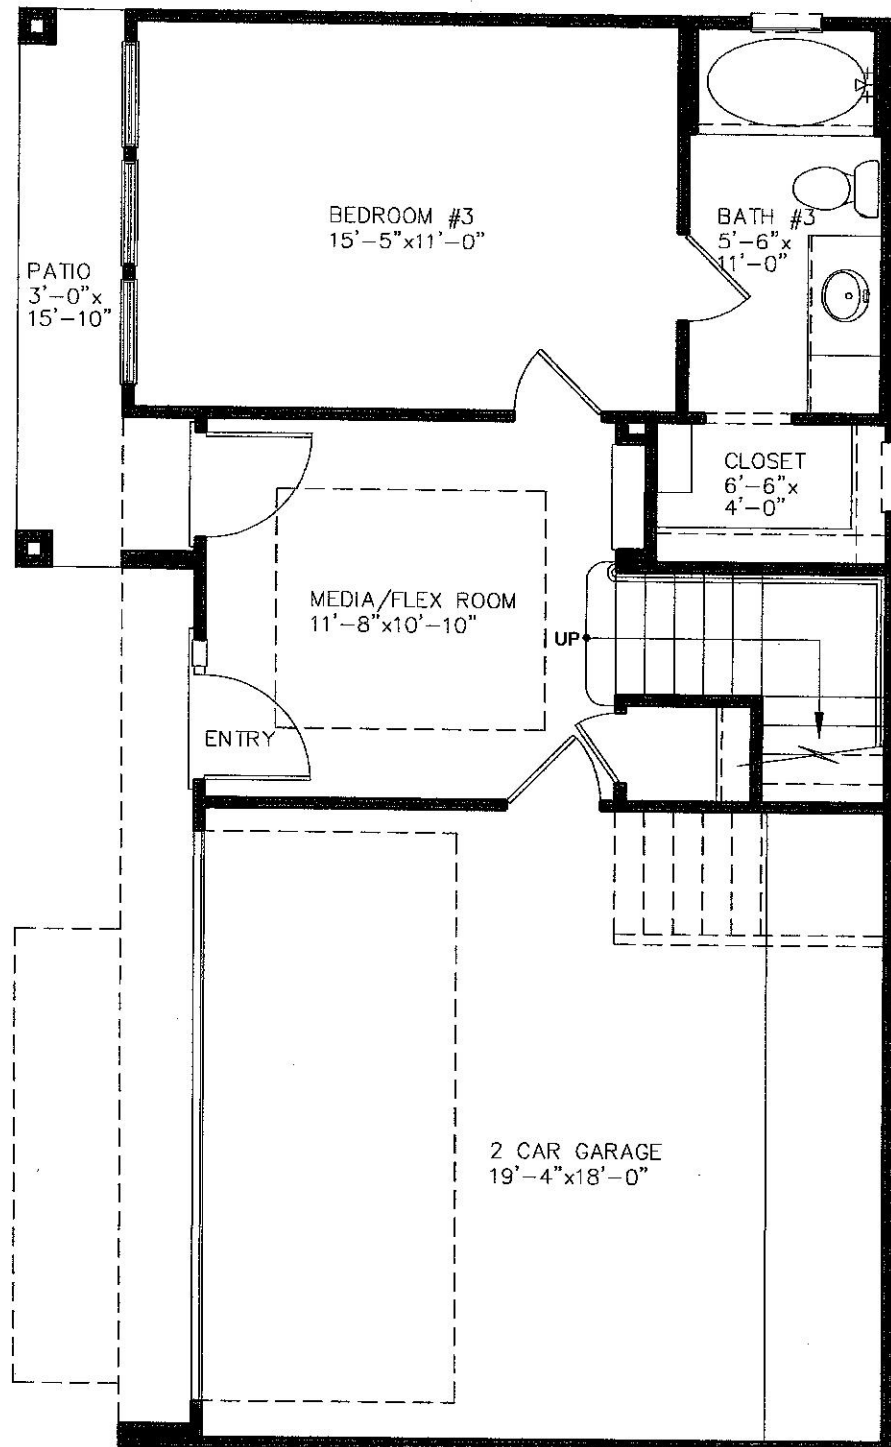 BEDROOM #3
15'-5"x11'-0"
BATH #3
5'-6"x
11'-0"
PATIO
3'-0"x
15'-10"
CLOSET
6'-6"x
4'-0"
MEDIA/FLEX ROOM
11'-8"x10'-10"
UP
ENTRY
2 CAR GARAGE
19'-4"x18'-0"